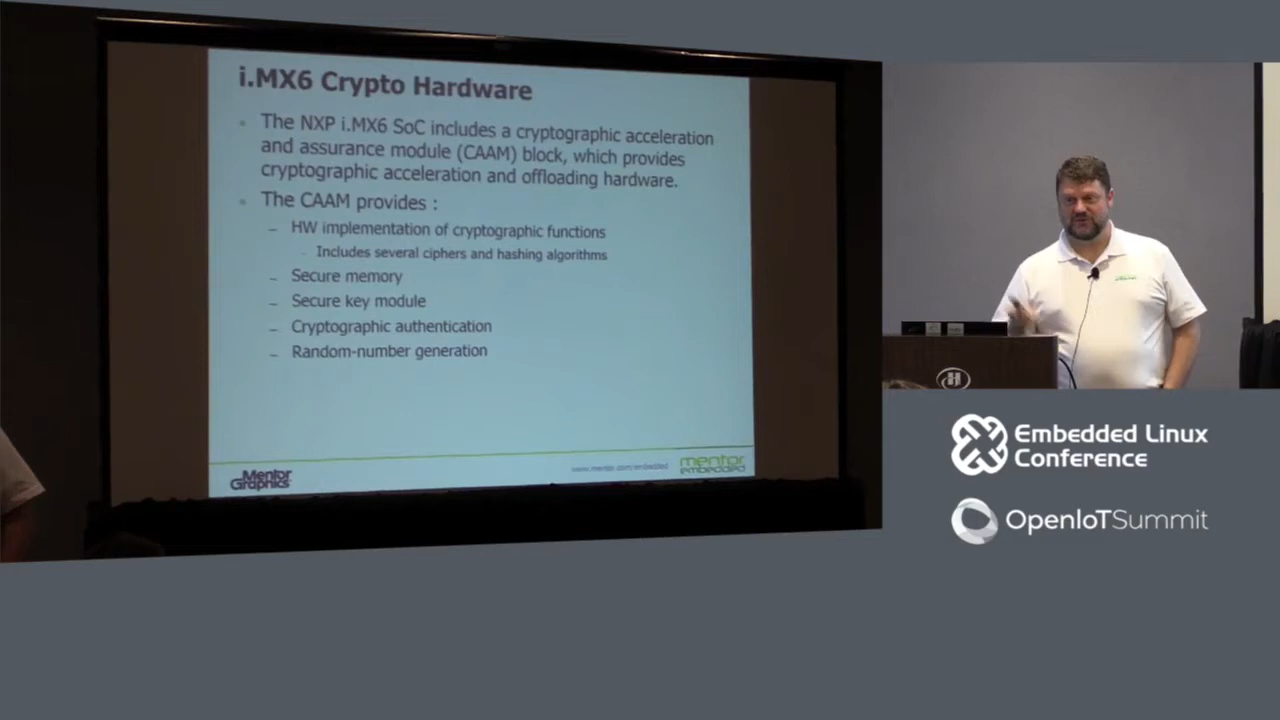 i.MX6 Crypto Hardware
The NXP i.MX6 SoC includes a cryptographic acceleration
and assurance module (CAAM) block, which provides
cryptographic acceleration and offloading hardware.
The CAAM provides :
HW implementation of cryptographic functions
Includes several ciphers and hashing algorithms
Secure memory
Secure key module
Cryptographic authentication
Random-number generation
Mentor
Graphics
www.mentor.com/embedded
mentor
embedded
H
Embedded Linux
Conference
OpenIoTSummit